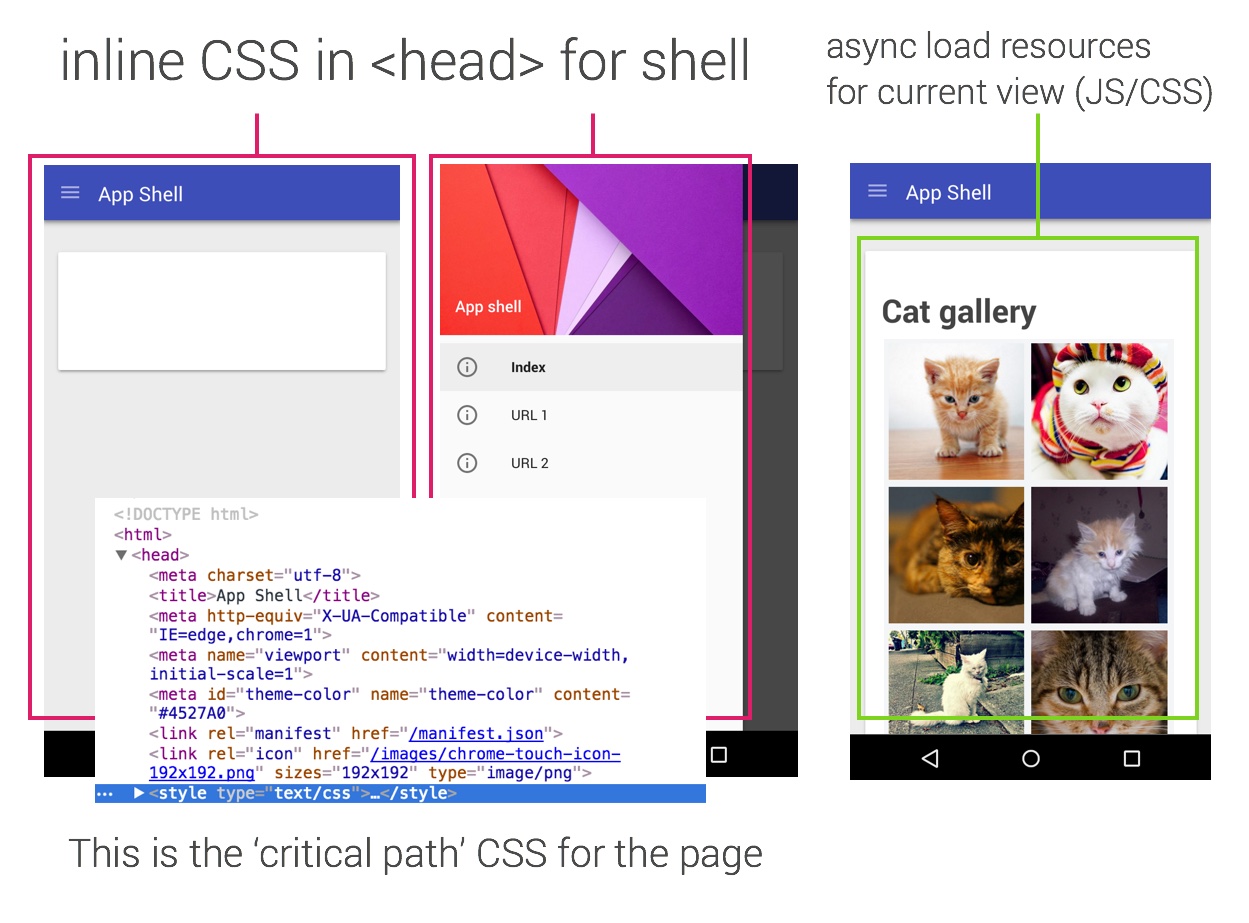 inline CSS in <head> for shell
async load resources
for current view (JS/CSS)
App Shell
App shell
Index
URL 1
URL 2
App Shell
Cat gallery
<!DOCTYPE html>
<html>
▼<head>
<meta charset="utf-8">
<title>App Shell</title>
<meta http-equiv="X-UA-Compatible" content=
"IE=edge,chrome=1">
<meta name="viewport" content="width=device-width,
initial-scale=1">
<meta id="theme-color" name="theme-color" content=
"#4527A0">
<link rel="manifest" href="/manifest.json">
<link rel="icon" href="/images/chrome-touch-icon-
192x192.png" sizes="192x192" type="image/png">
... ▶<style type="text/css">…</style>
This is the ‘critical path’ CSS for the page